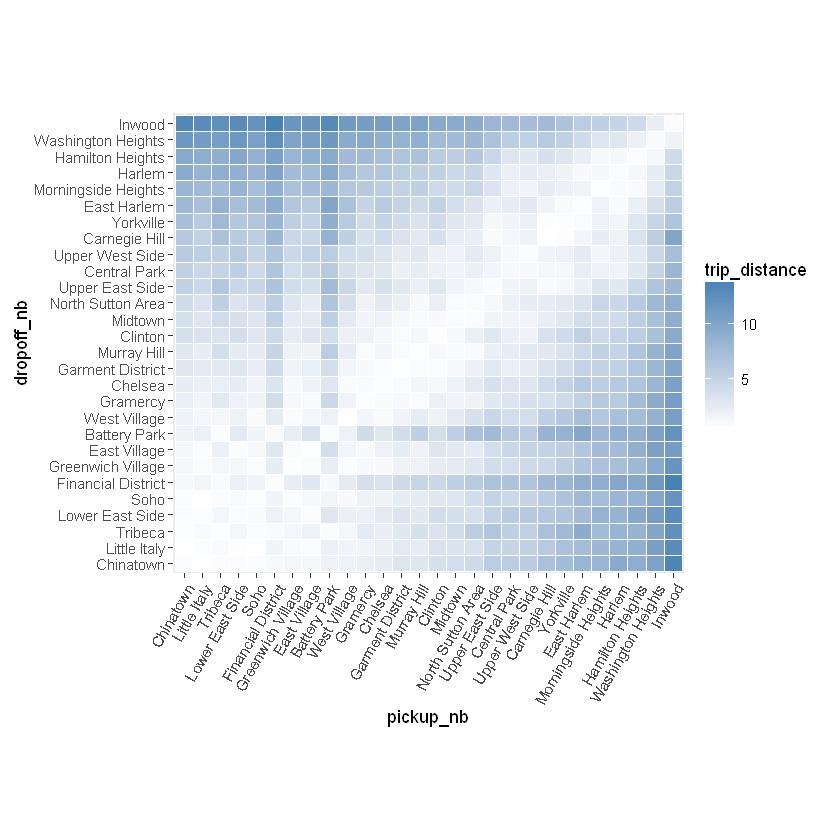 Inwood
Washington Heights
Hamilton Heights
Harlem
Morningside Heights
East Harlem
Yorkville
Carnegie Hill
Upper West Side
Central Park
Upper East Side
North Sutton Area
Midtown
Clinton
Murray Hill
Garment District
Chelsea
Gramercy
West Village
Battery Park
East Village
Greenwich Village
Financial District
Soho
Lower East Side
Tribeca
Little Italy
Chinatown
dropoff_nb
Chinatown
Little Italy
Tribeca
Lower East Side
Soho
Financial District
Greenwich Village
East Village
Battery Park
West Village
Gramercy
Chelsea
Garment District
Murray Hill
Clinton
Midtown
North Sutton Area
Upper East Side
Central Park
Upper West Side
Carnegie Hill
Yorkville
East Harlem
Morningside Heights
Harlem
Hamilton Heights
Washington Heights
Inwood
pickup_nb
trip_distance
10
5